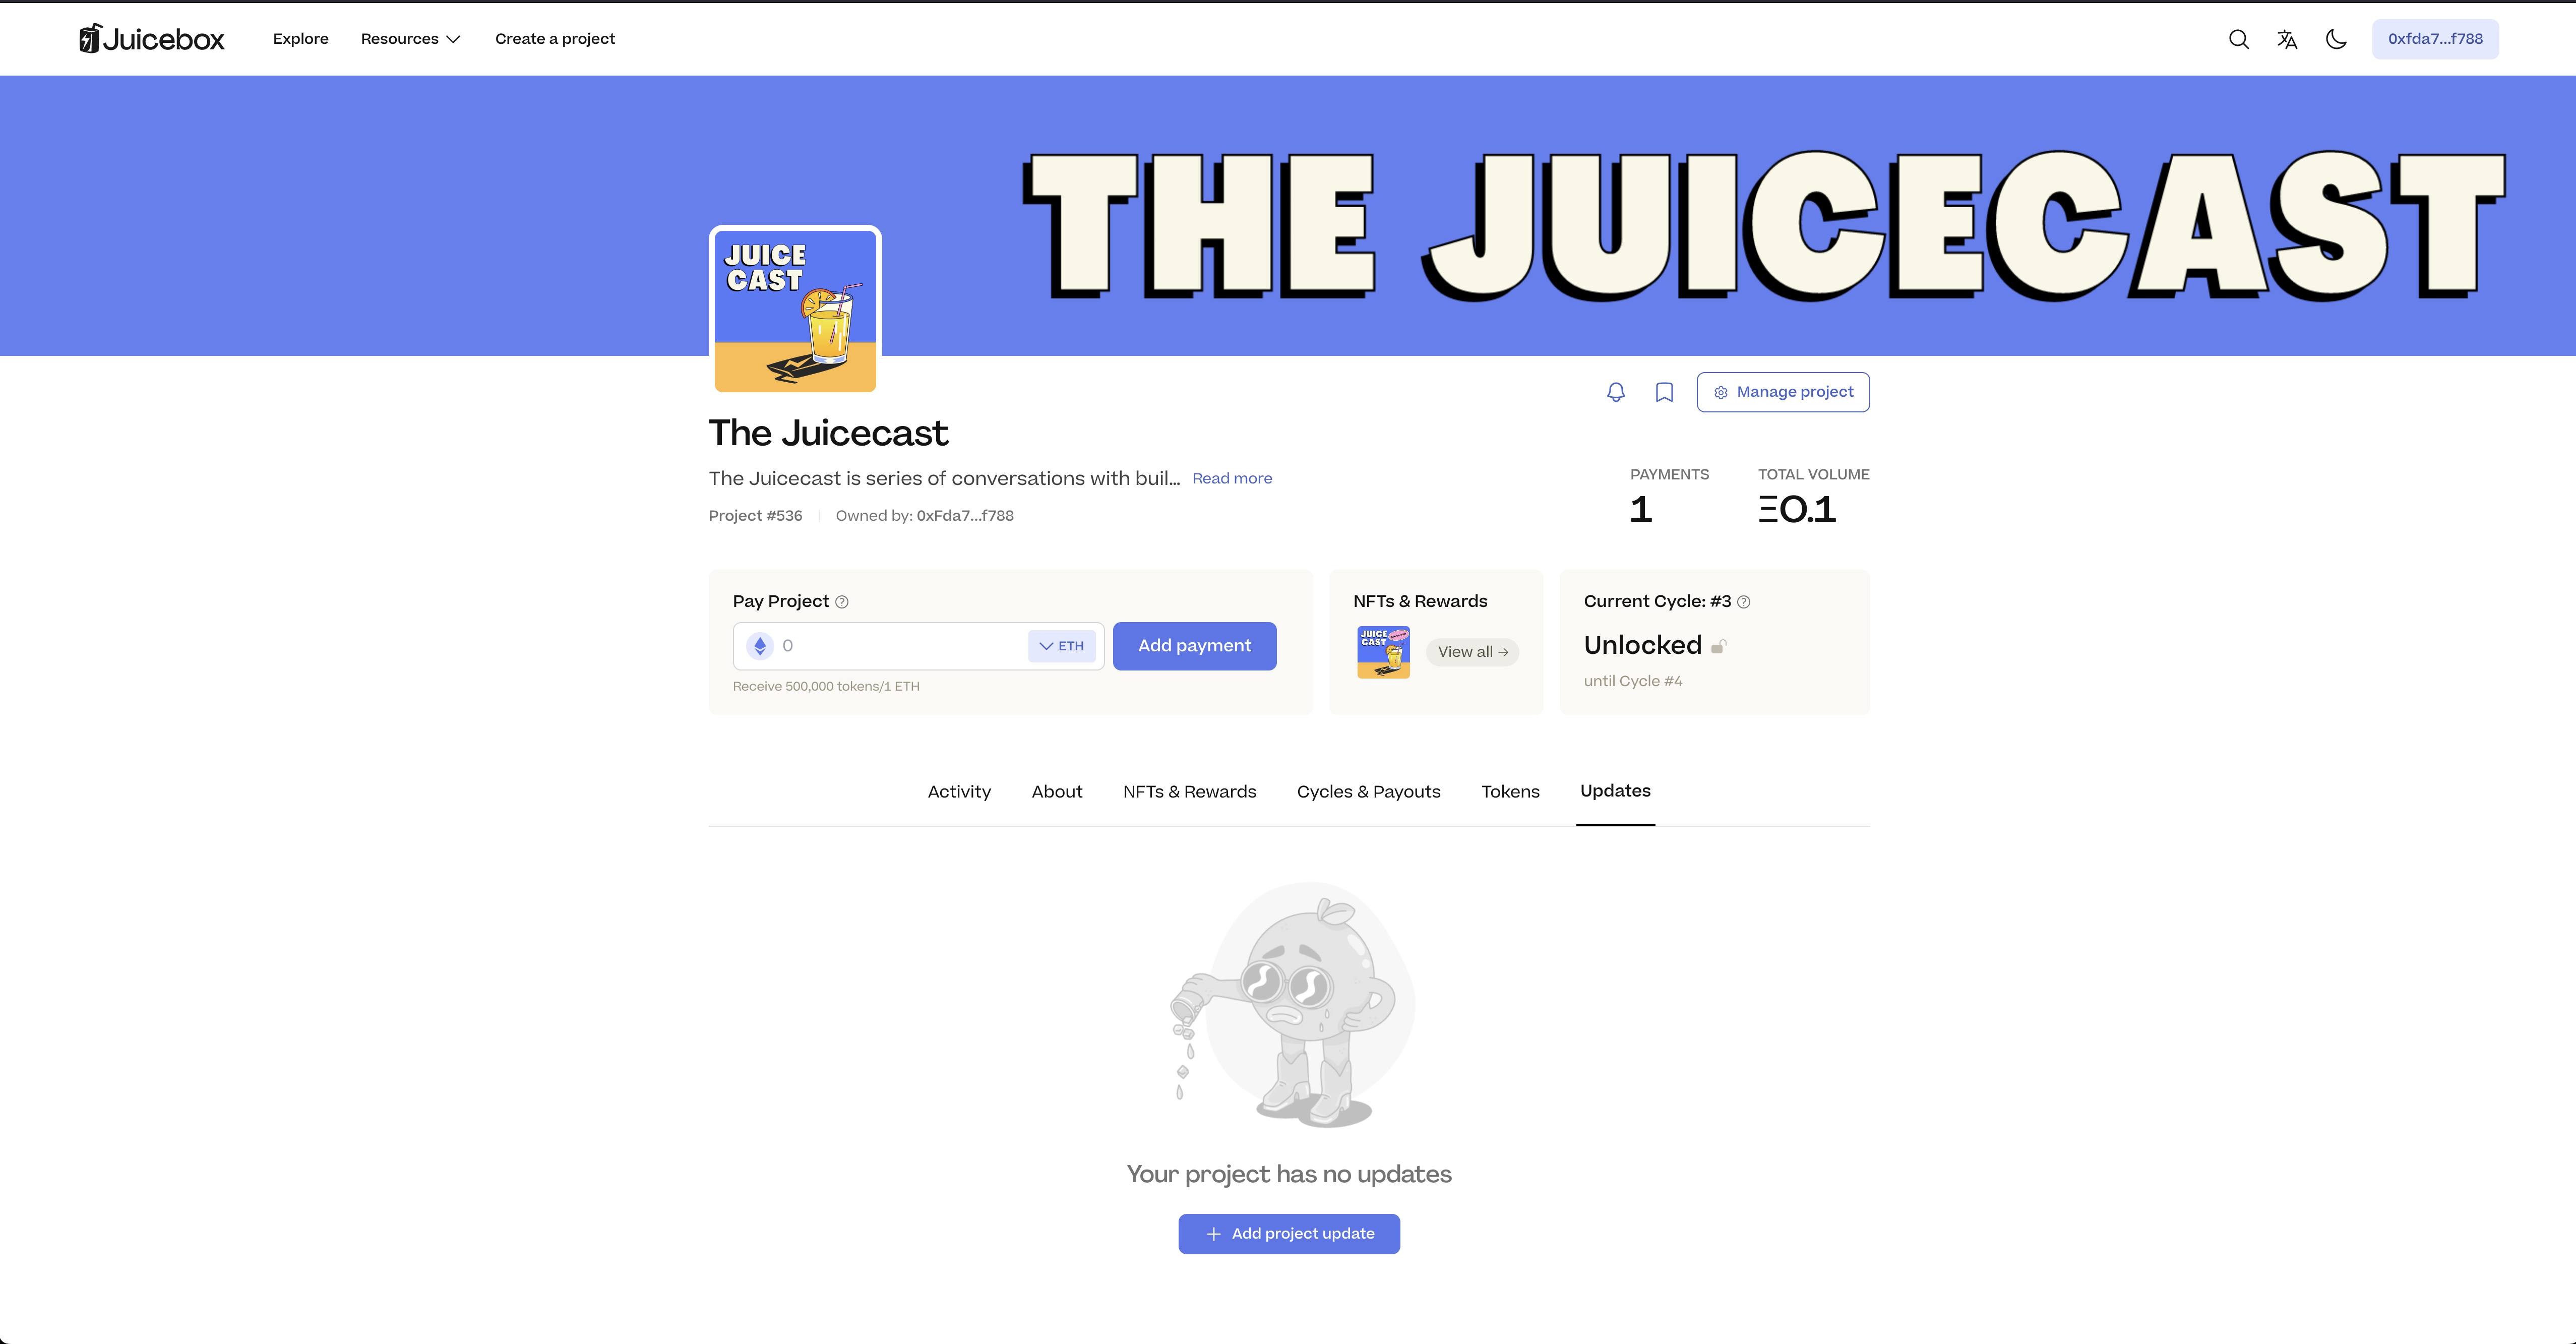 Juicebox
Explore
Resources
Create a project
0xfda7...f788
THE JUICECAST
JUICE
CAST
The Juicecast
The Juicecast is series of conversations with buil... Read more
Project #536
Owned by: 0xFda7...f788
Manage project
PAYMENTS
1
TOTAL VOLUME
Ξ0.1
Pay Project
0
ETH
Add payment
Receive 500,000 tokens/1 ETH
NFTs & Rewards
JUICE
CAST
View all →
Current Cycle: #3
Unlocked
until Cycle #4
Activity
About
NFTs & Rewards
Cycles & Payouts
Tokens
Updates
Your project has no updates
+ Add project update